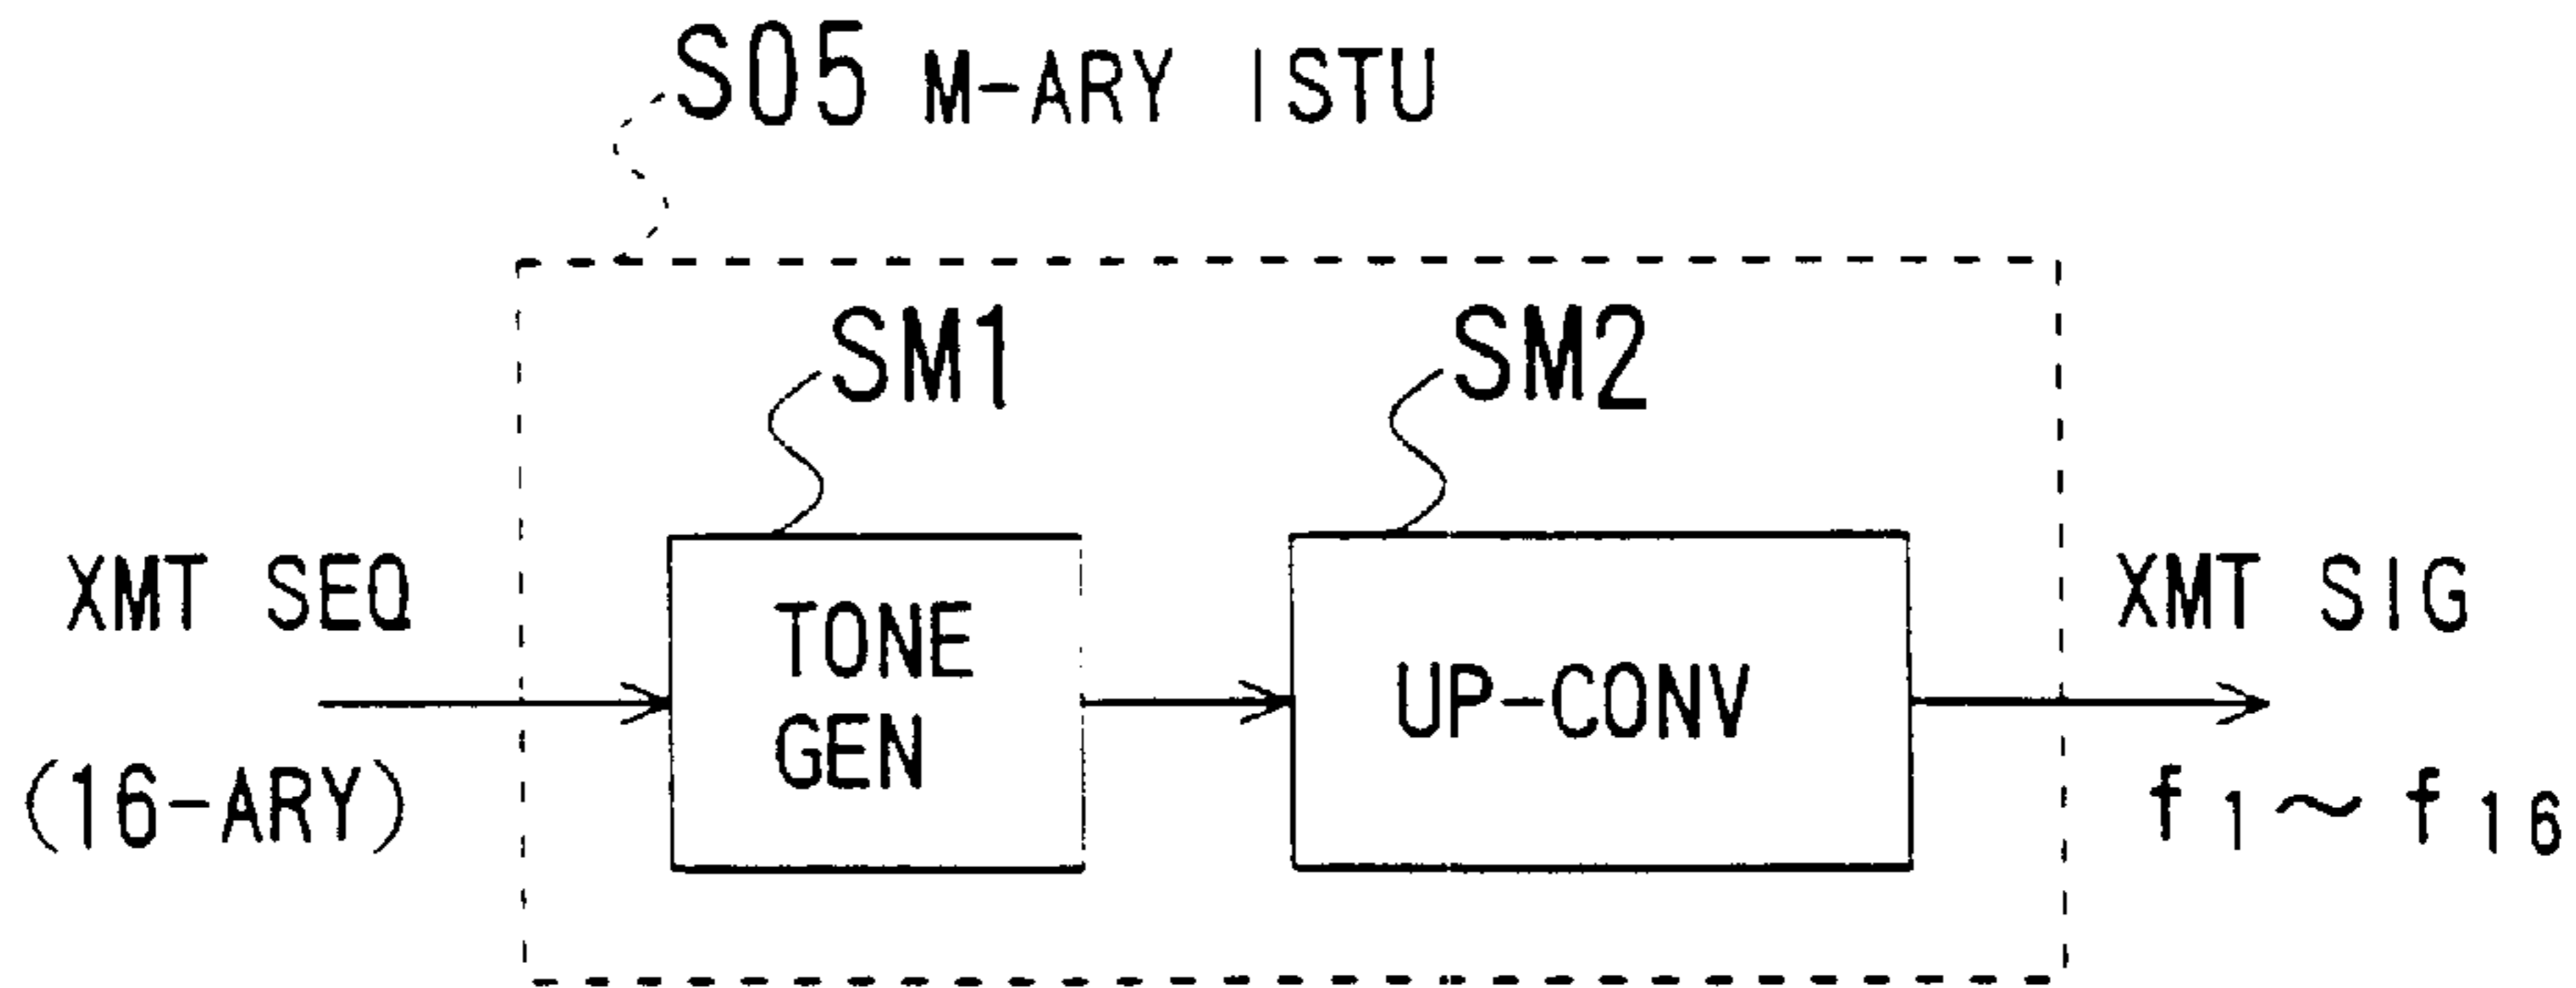 S05 M-ARY ISTU
SM1
SM2
XMT SEQ
(16-ARY)
TONE
GEN
UP-CONV
XMT SIG
f1~f16